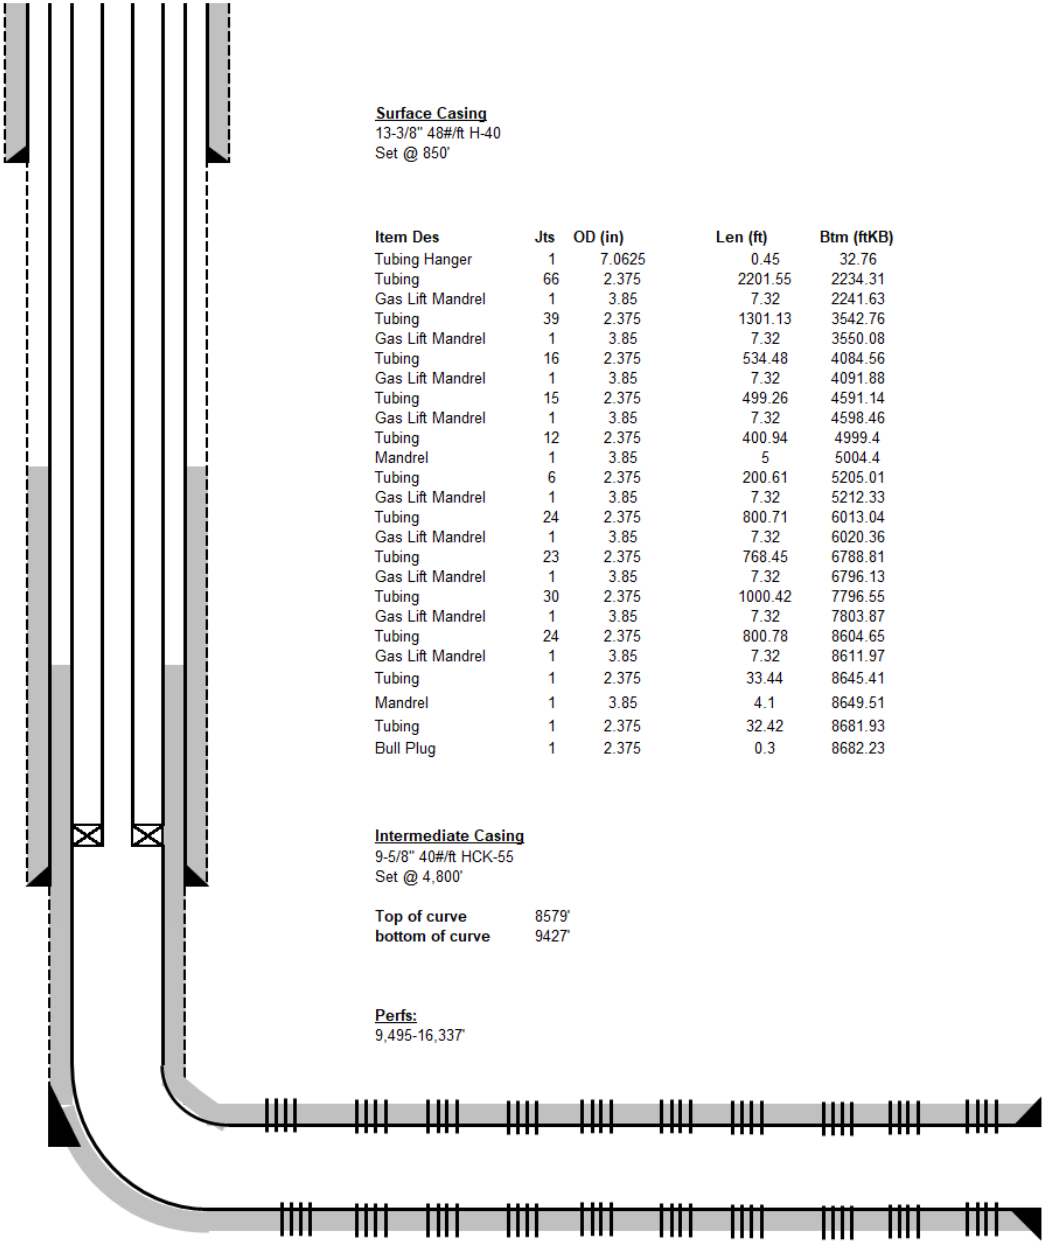 Surface Casing
13-3/8" 48#/ft H-40
Set @ 850'
Item Des Jts OD (in) Len (ft) Btm (ftKB)
Tubing Hanger 1 7.0625 0.45 32.76
Tubing 66 2.375 2201.55 2234.31
Gas Lift Mandrel 1 3.85 7.32 2241.63
Tubing 39 2.375 1301.13 3542.76
Gas Lift Mandrel 1 3.85 7.32 3550.08
Tubing 16 2.375 534.48 4084.56
Gas Lift Mandrel 1 3.85 7.32 4091.88
Tubing 15 2.375 499.26 4591.14
Gas Lift Mandrel 1 3.85 7.32 4598.46
Tubing 12 2.375 400.94 4999.4
Mandrel 1 3.85 5 5004.4
Tubing 6 2.375 200.61 5205.01
Gas Lift Mandrel 1 3.85 7.32 5212.33
Tubing 24 2.375 800.71 6013.04
Gas Lift Mandrel 1 3.85 7.32 6020.36
Tubing 23 2.375 768.45 6788.81
Gas Lift Mandrel 1 3.85 7.32 6796.13
Tubing 30 2.375 1000.42 7796.55
Gas Lift Mandrel 1 3.85 7.32 7803.87
Tubing 24 2.375 800.78 8604.65
Gas Lift Mandrel 1 3.85 7.32 8611.97
Tubing 1 2.375 33.44 8645.41
Mandrel 1 3.85 4.1 8649.51
Tubing 1 2.375 32.42 8681.93
Bull Plug 1 2.375 0.3 8682.23
Intermediate Casing
9-5/8" 40#/ft HCK-55
Set @ 4,800'
Top of curve 8579'
bottom of curve 9427'
Perfs:
9,495-16,337'